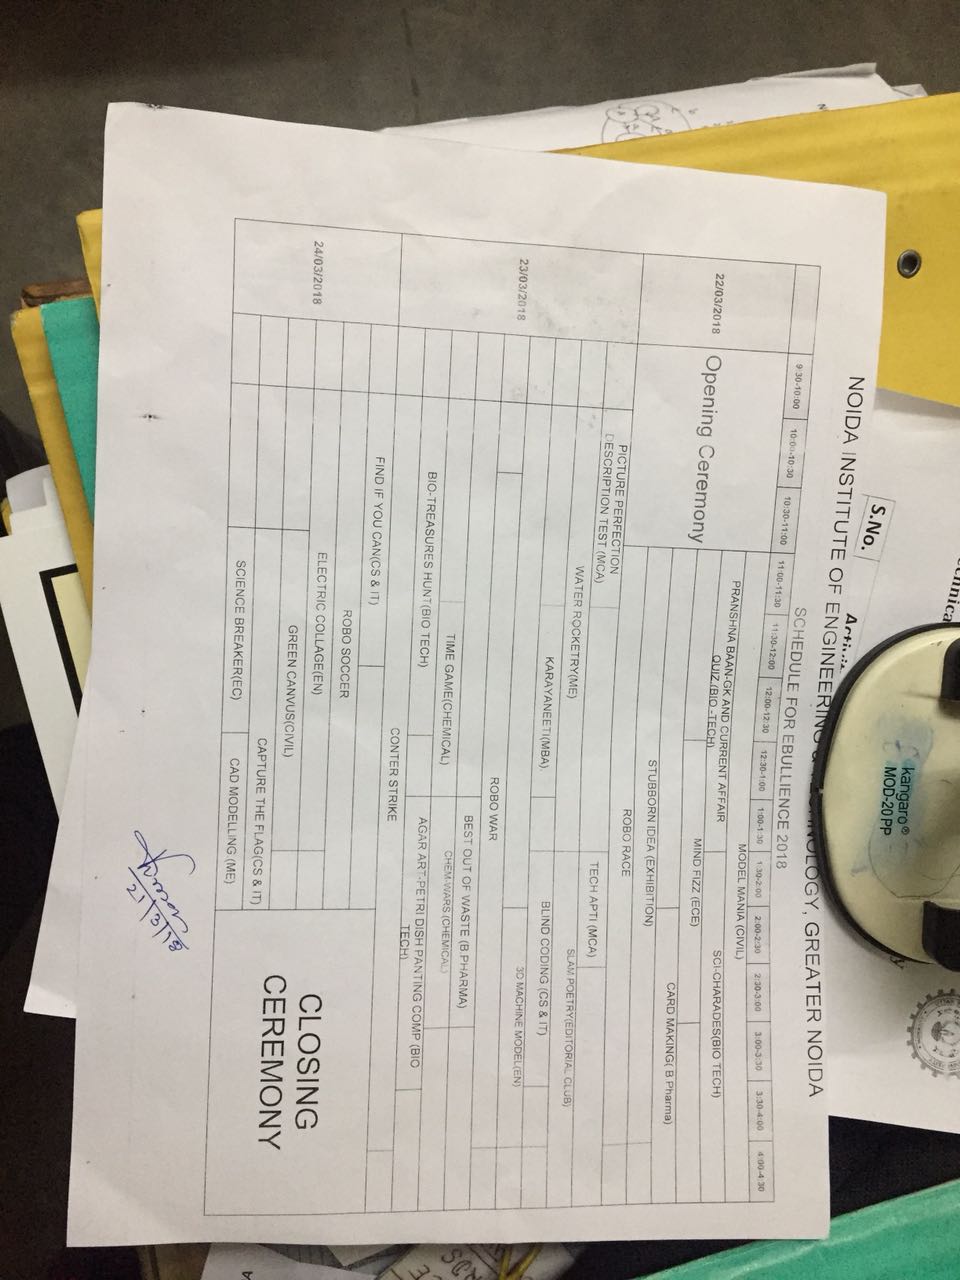 NOIDA INSTITUTE OF ENGINEERING & TECHNOLOGY, GREATER NOIDA
SCHEDULE FOR EBULLIENCE 2018
9:30-10:00 10:00-10:30 10:30-11:00 11:00-11:30 11:30-12:00 12:00-12:30 12:30-1:00 1:00-1:30 1:30-2:00 2:00-2:30 2:30-3:00 3:00-3:30 3:30-4:00 4:00-4:30
22/03/2018
Opening Ceremony
MODEL MANIA (CIVIL)
PRANSHNA BAAN-GK AND CURRENT AFFAIR
QUIZ.(BIO -TECH)
SCI-CHARADES(BIO TECH)
MIND FIZZ (ECE)
CARD MAKING( B.Pharma)
STUBBORN IDEA (EXHIBITION)
23/03/2018
ROBO RACE
PICTURE PERFECTION
DESCRIPTION TEST (MCA)
TECH APTI (MCA)
WATER ROCKETRY(ME)
SLAM POETRY(EDITORIAL CLUB)
KARAYANEETI(MBA)
BLIND CODING (CS & IT)
3D MACHINE MODEL(EN)
ROBO WAR
BEST OUT OF WASTE (B.PHARMA)
TIME GAME(CHEMICAL)
CHEM-WARS (CHEMICAL)
BIO-TREASURES HUNT(BIO TECH)
AGAR ART-PETRI DISH PANTING COMP (BIO
TECH)
24/03/2018
CONTER STRIKE
FIND IF YOU CAN(CS & IT)
ROBO SOCCER
ELECTRIC COLLAGE(EN)
GREEN CANVUS(CIVIL)
CAPTURE THE FLAG(CS & IT)
SCIENCE BREAKER(EC)
CAD MODELLING (ME)
CLOSING
CEREMONY
21/3/18
S.No.
kangaro®
MOD-20PP